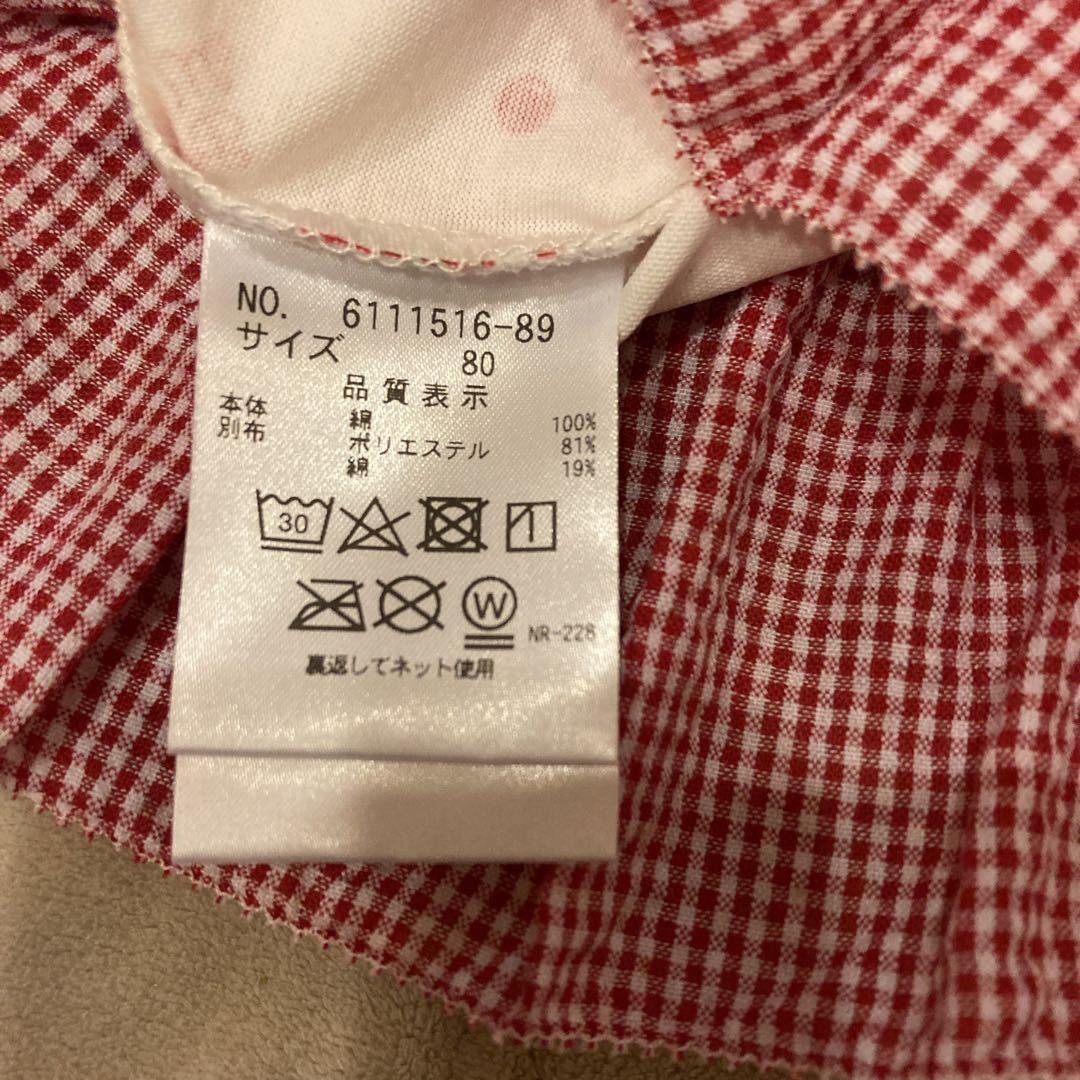 NO. 6111516-89
サイズ 80
品質表示
本体 綿 100%
別布 ポリエステル 81%
綿 19%
30
W NR-228
裏返してネット使用